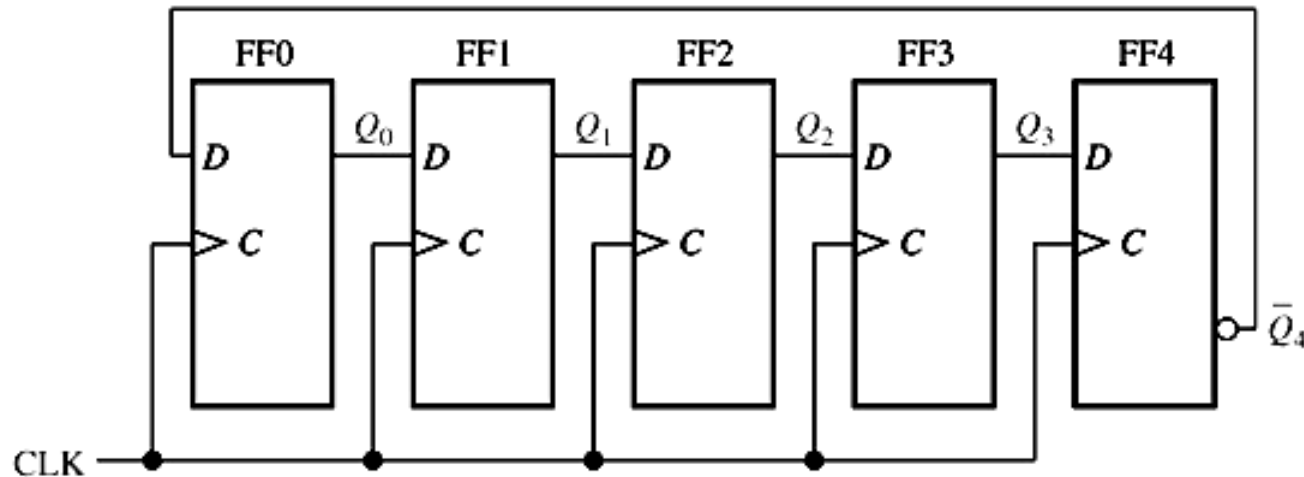 FF0 FF1 FF2 FF3 FF4
Q₀ Q₁ Q₂ Q₃
D D D D D
C C C C C
Q̅₄
CLK